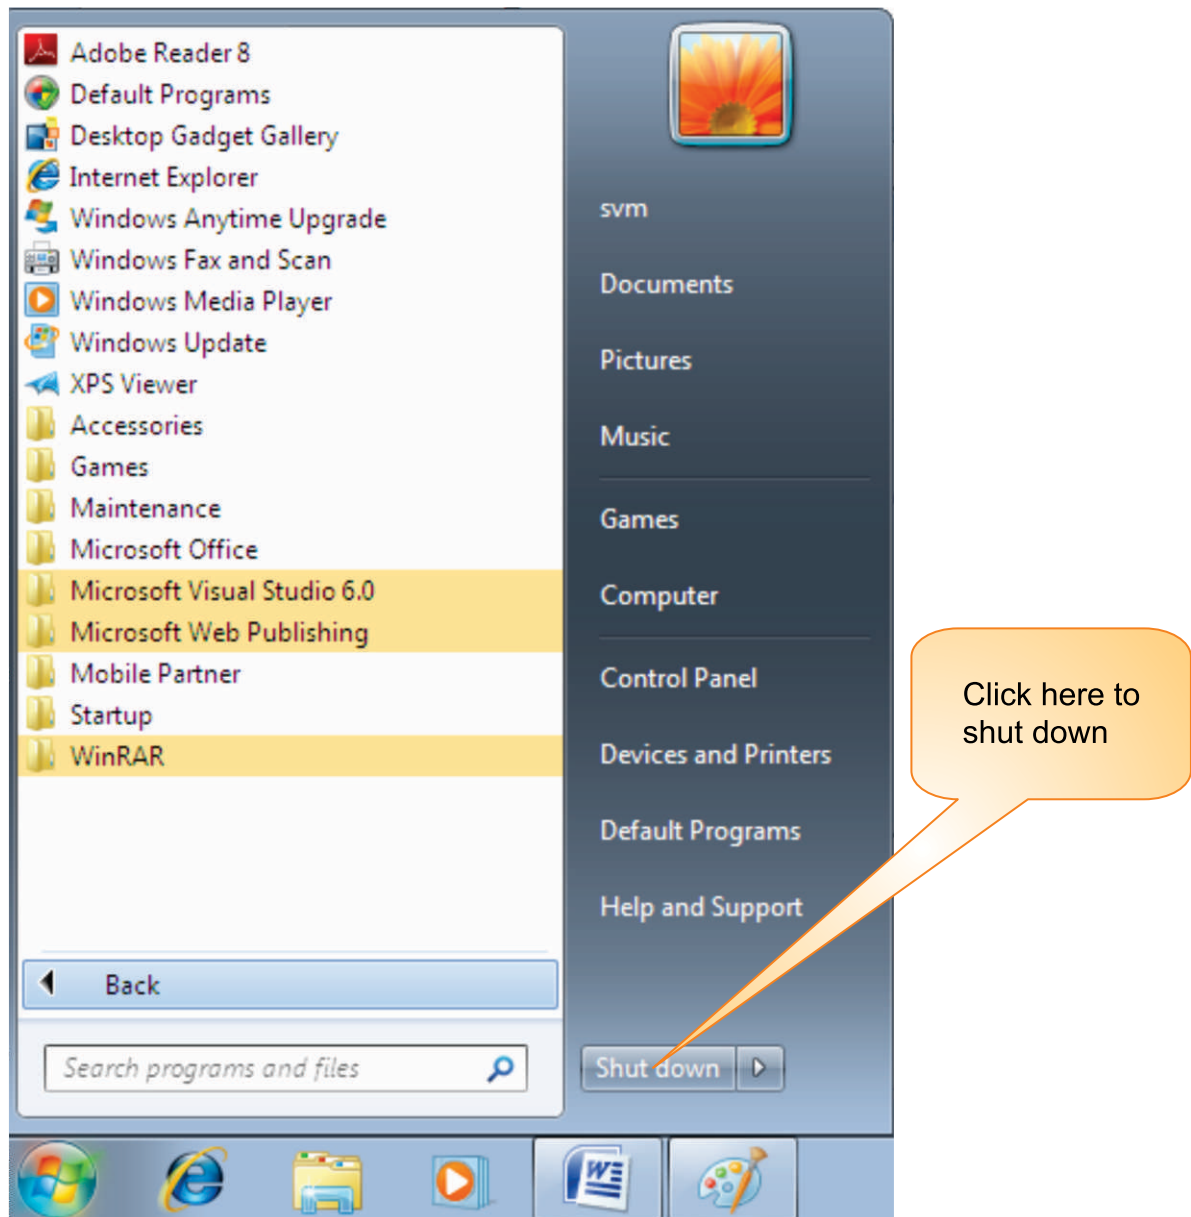 Adobe Reader 8
Default Programs
Desktop Gadget Gallery
Internet Explorer
Windows Anytime Upgrade
Windows Fax and Scan
Windows Media Player
Windows Update
XPS Viewer
Accessories
Games
Maintenance
Microsoft Office
Microsoft Visual Studio 6.0
Microsoft Web Publishing
Mobile Partner
Startup
WinRAR
Back
Search programs and files
svm
Documents
Pictures
Music
Games
Computer
Control Panel
Devices and Printers
Default Programs
Help and Support
Shut down
Click here to
shut down